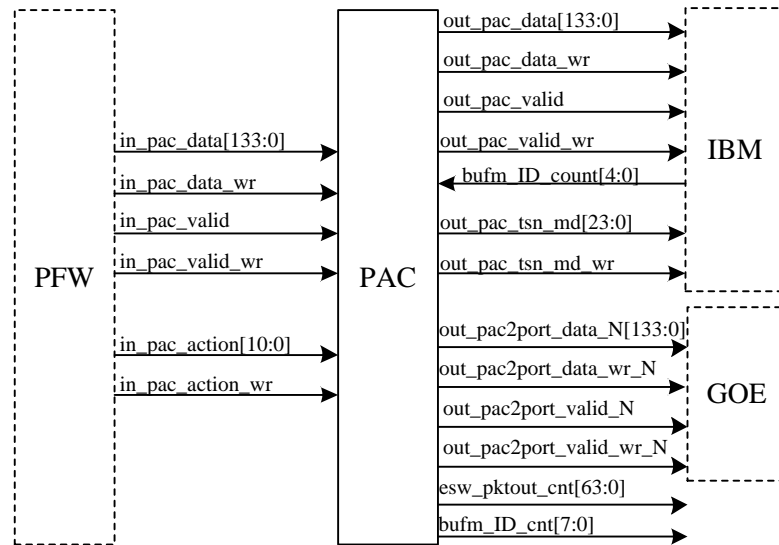 out_pac_data[133:0]
out_pac_data_wr
out_pac_valid
out_pac_valid_wr
bufm_ID_count[4:0]
out_pac_tsn_md[23:0]
out_pac_tsn_md_wr
IBM
in_pac_data[133:0]
in_pac_data_wr
in_pac_valid
in_pac_valid_wr
in_pac_action[10:0]
in_pac_action_wr
PFW
PAC
out_pac2port_data_N[133:0]
out_pac2port_data_wr_N
out_pac2port_valid_N
out_pac2port_valid_wr_N
GOE
esw_pktout_cnt[63:0]
bufm_ID_cnt[7:0]